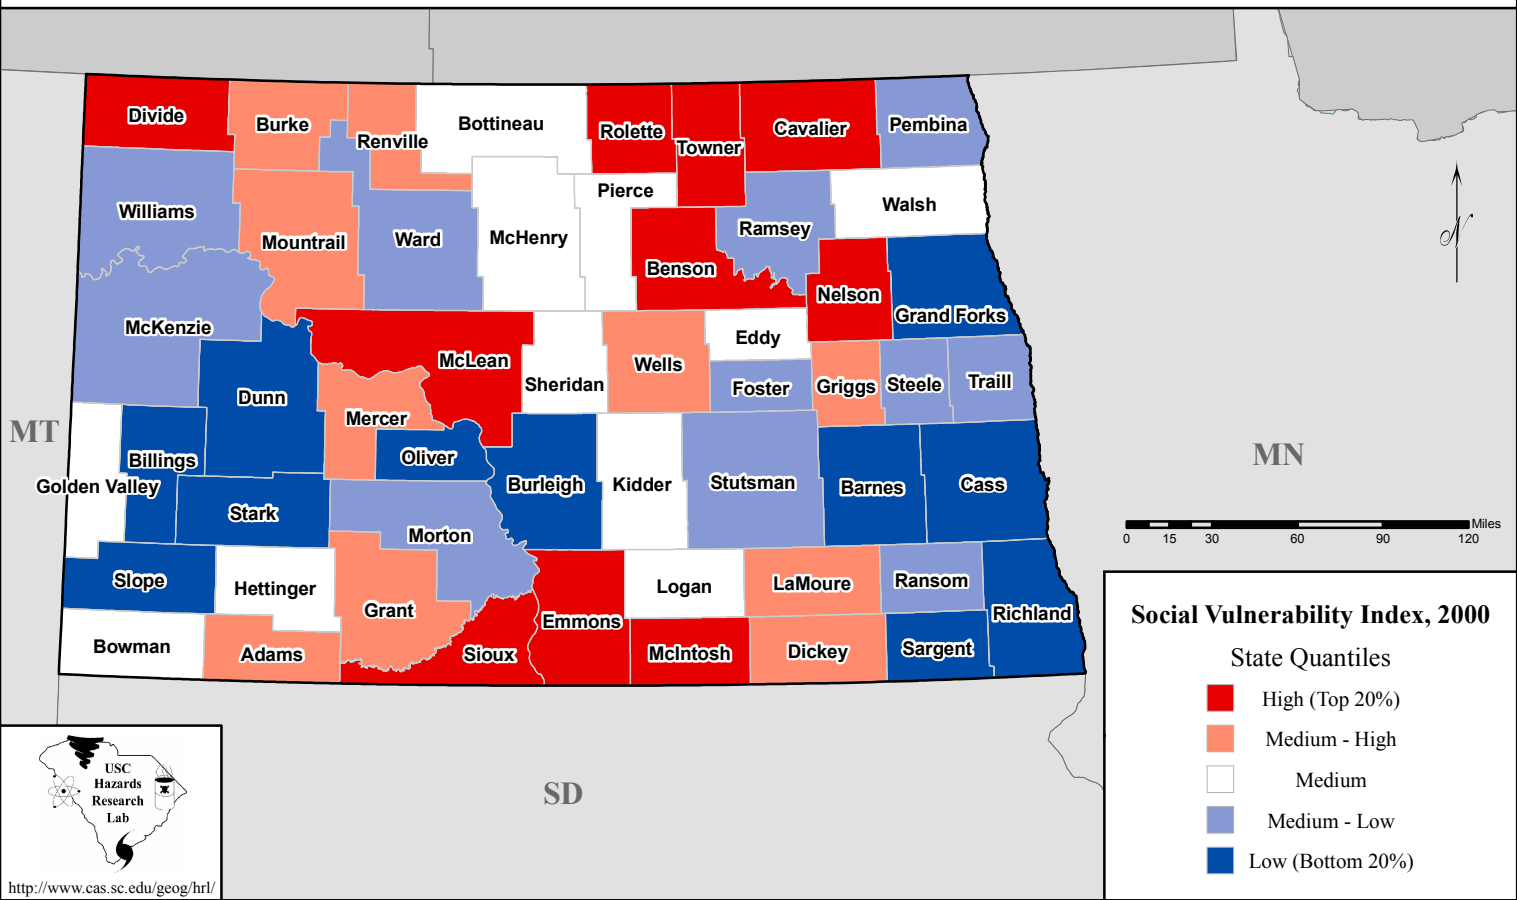 Divide
Burke
Renville
Bottineau
Rolette
Towner
Cavalier
Pembina
Williams
Mountrail
Ward
McHenry
Pierce
Benson
Ramsey
Walsh
Nelson
Grand Forks
McKenzie
McLean
Sheridan
Wells
Eddy
Foster
Griggs
Steele
Traill
Dunn
Mercer
Oliver
Billings
Golden Valley
Stark
Burleigh
Kidder
Stutsman
Barnes
Cass
Morton
Slope
Hettinger
Grant
Emmons
Logan
LaMoure
Ransom
Richland
Bowman
Adams
Sioux
McIntosh
Dickey
Sargent
MT
MN
SD
N
Miles
0 15 30 60 90 120
Social Vulnerability Index, 2000
State Quantiles
High (Top 20%)
Medium - High
Medium
Medium - Low
Low (Bottom 20%)
USC
Hazards
Research
Lab
http://www.cas.sc.edu/geog/hrl/